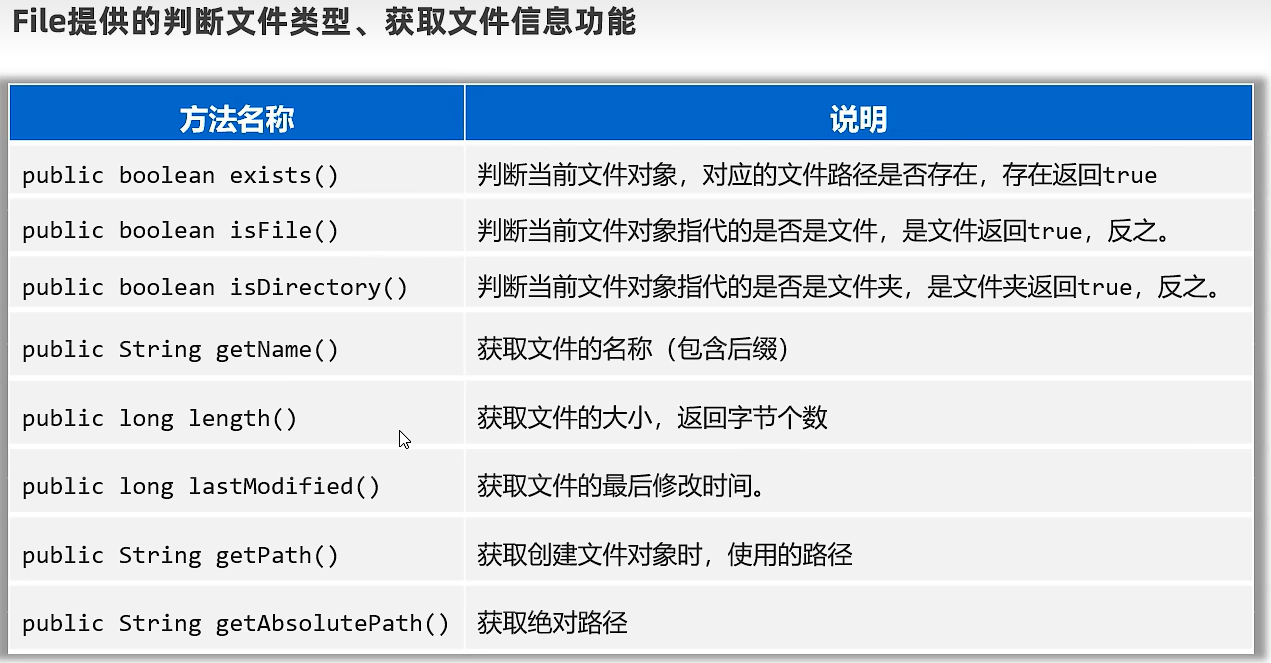 File提供的判断文件类型、获取文件信息功能
方法名称 说明
public boolean exists() 判断当前文件对象，对应的文件路径是否存在，存在返回true
public boolean isFile() 判断当前文件对象指代的是否是文件，是文件返回true，反之。
public boolean isDirectory() 判断当前文件对象指代的是否是文件夹，是文件夹返回true，反之。
public String getName() 获取文件的名称（包含后缀）
public long length() 获取文件的大小，返回字节个数
public long lastModified() 获取文件的最后修改时间。
public String getPath() 获取创建文件对象时，使用的路径
public String getAbsolutePath() 获取绝对路径